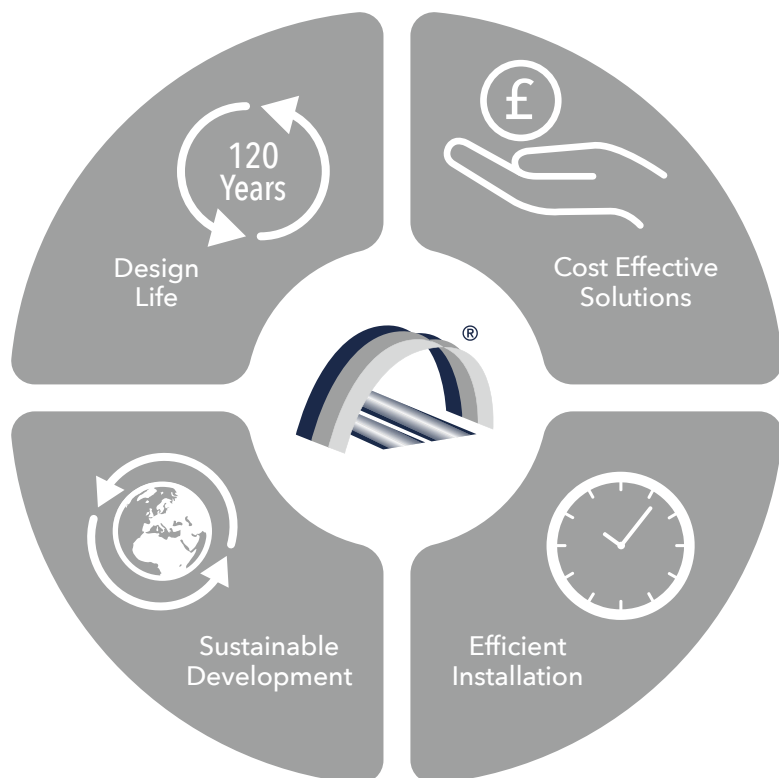 120
Years
Design
Life
£
Cost Effective
Solutions
®
Sustainable
Development
Efficient
Installation